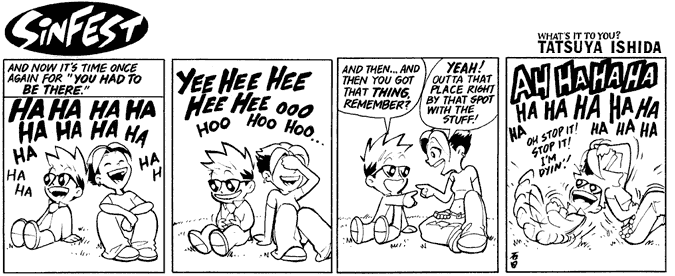 SiNFEST
WHAT'S IT TO YOU?
TATSUYA ISHIDA
AND NOW IT'S TIME ONCE
AGAIN FOR "YOU HAD TO
BE THERE."
HA HA HA HA
HA HA HA HA
HA
HA
HA
HA
H
YEE HEE HEE
HEE HEE OOO
HOO HOO HOO...
AND THEN... AND
THEN YOU GOT
THAT THING,
REMEMBER?
YEAH!
OUTTA THAT
PLACE RIGHT
BY THAT SPOT
WITH THE
STUFF!
AH HA HA HA
HA HA HA HA HA
HA
HA HA HA
OH STOP IT!
STOP IT!
I'M
DYIN'!